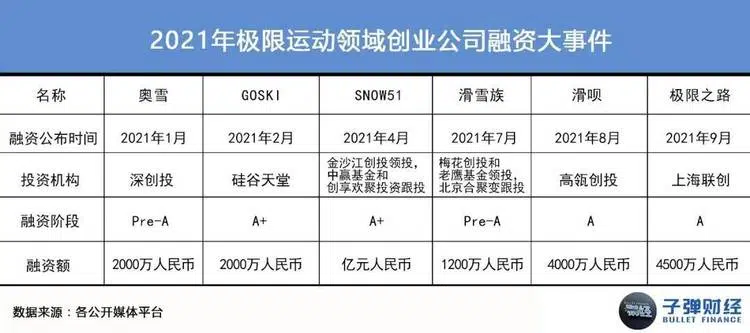 2021年极限运动领域创业公司融资大事件
名称 奥雪 GOSKI SNOW51 滑雪族 滑呗 极限之路
融资公布时间 2021年1月 2021年2月 2021年4月 2021年7月 2021年8月 2021年9月
投资机构 深创投 硅谷天堂 金沙江创投领投，中赢基金和创享欢聚投资跟投 梅花创投和老鹰基金领投，北京合聚变跟投 高瓴创投 上海联创
融资阶段 Pre-A A+ A+ Pre-A A A
融资额 2000万人民币 2000万人民币 亿元人民币 1200万人民币 4000万人民币 4500万人民币
数据来源：各公开媒体平台
子弹财经
BULLET FINANCE